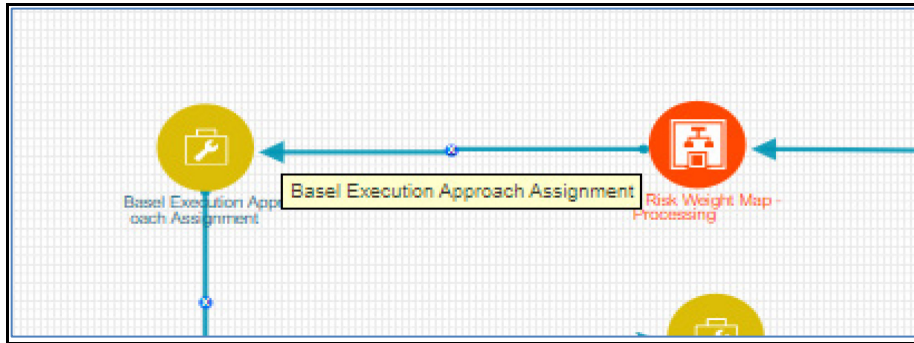 Basel Execution Appr
oach Assignment
Basel Execution Approach Assignment
Risk Weight Map -
Processing